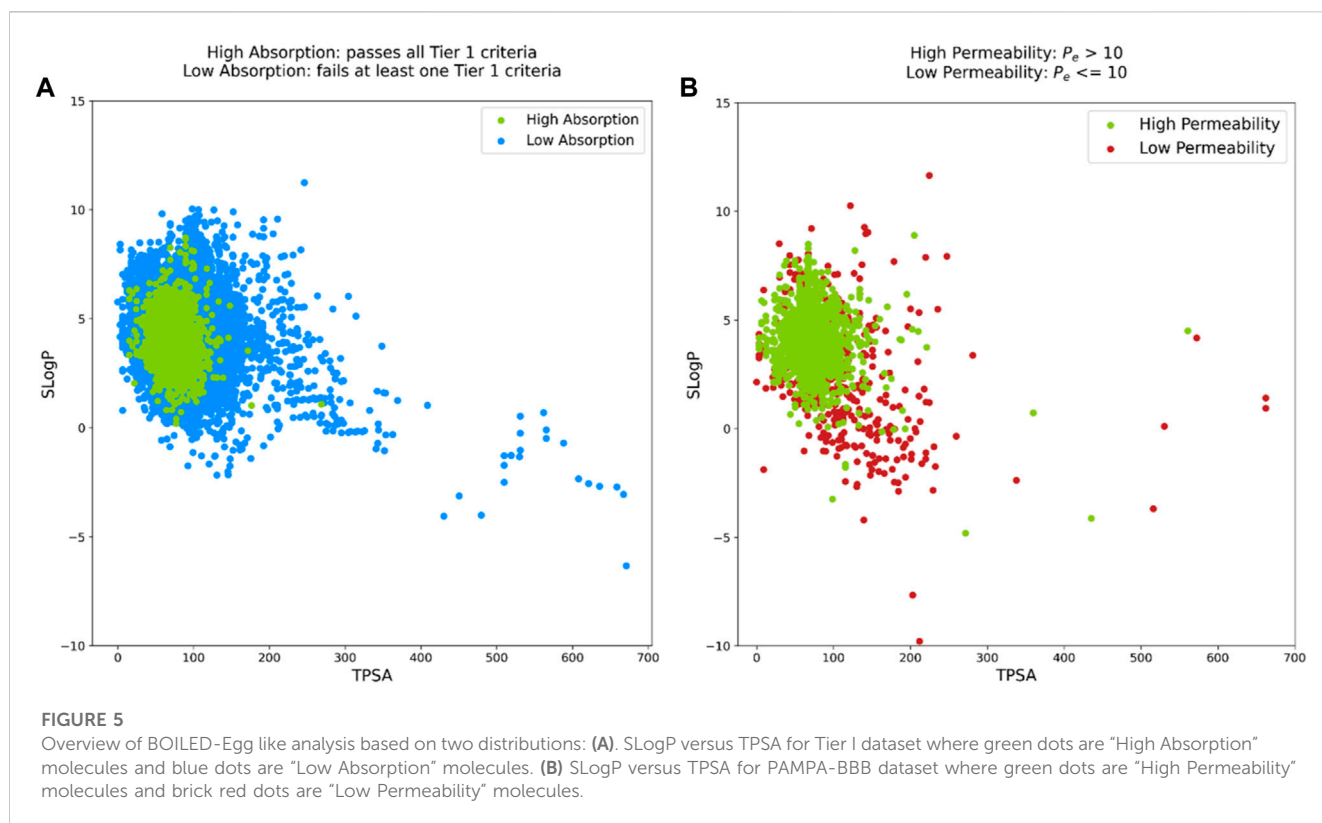 High Absorption: passes all Tier 1 criteria
Low Absorption: fails at least one Tier 1 criteria
A
High Absorption
Low Absorption
15
10
5
0
−5
−10
SLogP
0 100 200 300 400 500 600 700
TPSA
High Permeability: Pe > 10
Low Permeability: Pe <= 10
B
High Permeability
Low Permeability
15
10
5
0
−5
−10
SLogP
0 100 200 300 400 500 600 700
TPSA
FIGURE 5
Overview of BOILED-Egg like analysis based on two distributions: (A). SLogP versus TPSA for Tier I dataset where green dots are “High Absorption”
molecules and blue dots are “Low Absorption” molecules. (B) SLogP versus TPSA for PAMPA-BBB dataset where green dots are “High Permeability”
molecules and brick red dots are “Low Permeability” molecules.